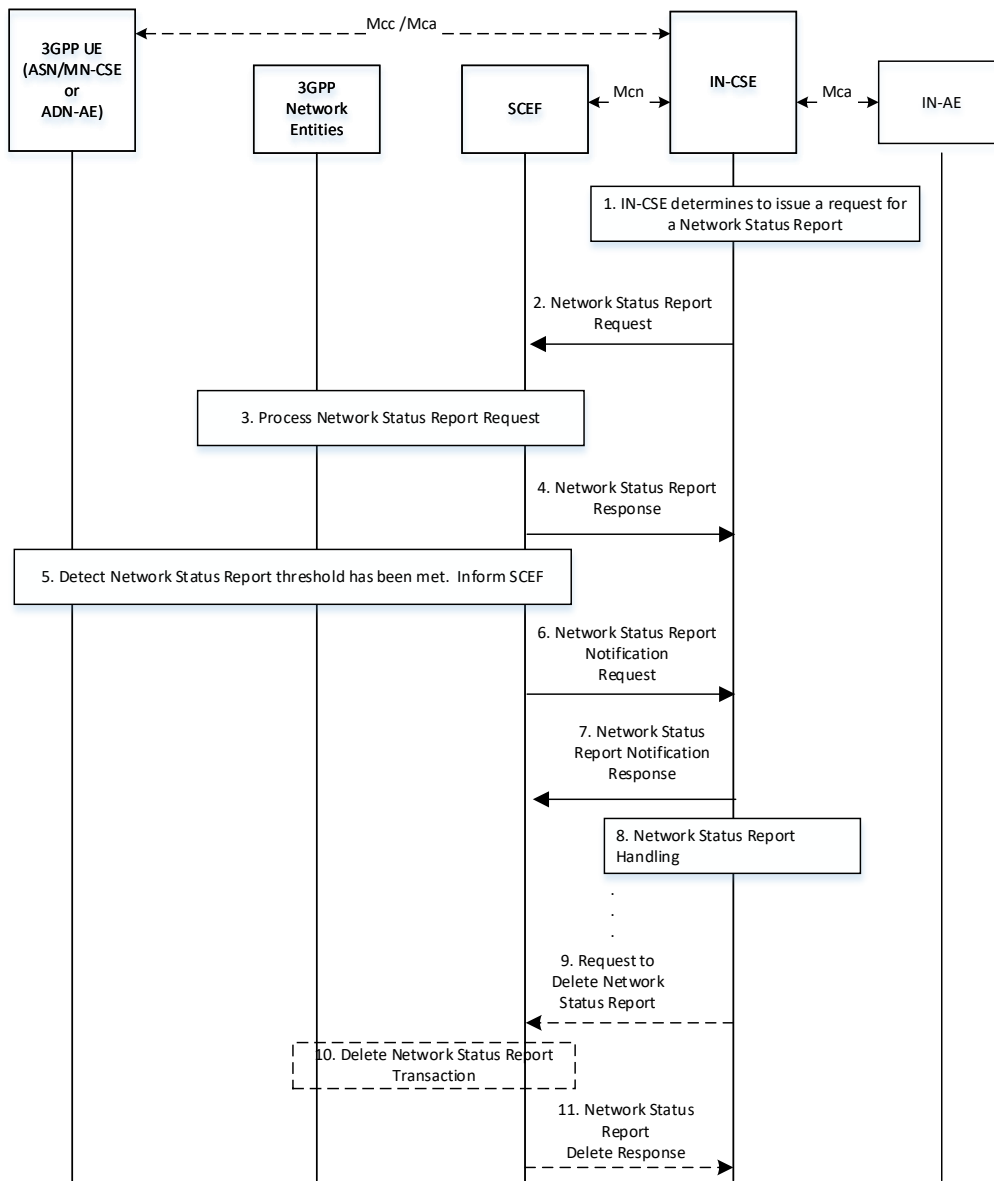 Mcc /Mca
3GPP UE
(ASN/MN-CSE
or
ADN-AE)
3GPP
Network
Entities
SCEF
Mcn
IN-CSE
Mca
IN-AE
1. IN-CSE determines to issue a request for
a Network Status Report
2. Network Status Report
Request
3. Process Network Status Report Request
4. Network Status Report
Response
5. Detect Network Status Report threshold has been met.  Inform SCEF
6. Network Status Report
Notification
Request
7. Network Status
Report Notification
Response
8. Network Status Report
Handling
.
.
.
9. Request to
Delete Network
Status Report
10. Delete Network Status Report
Transaction
11. Network Status
Report
Delete Response